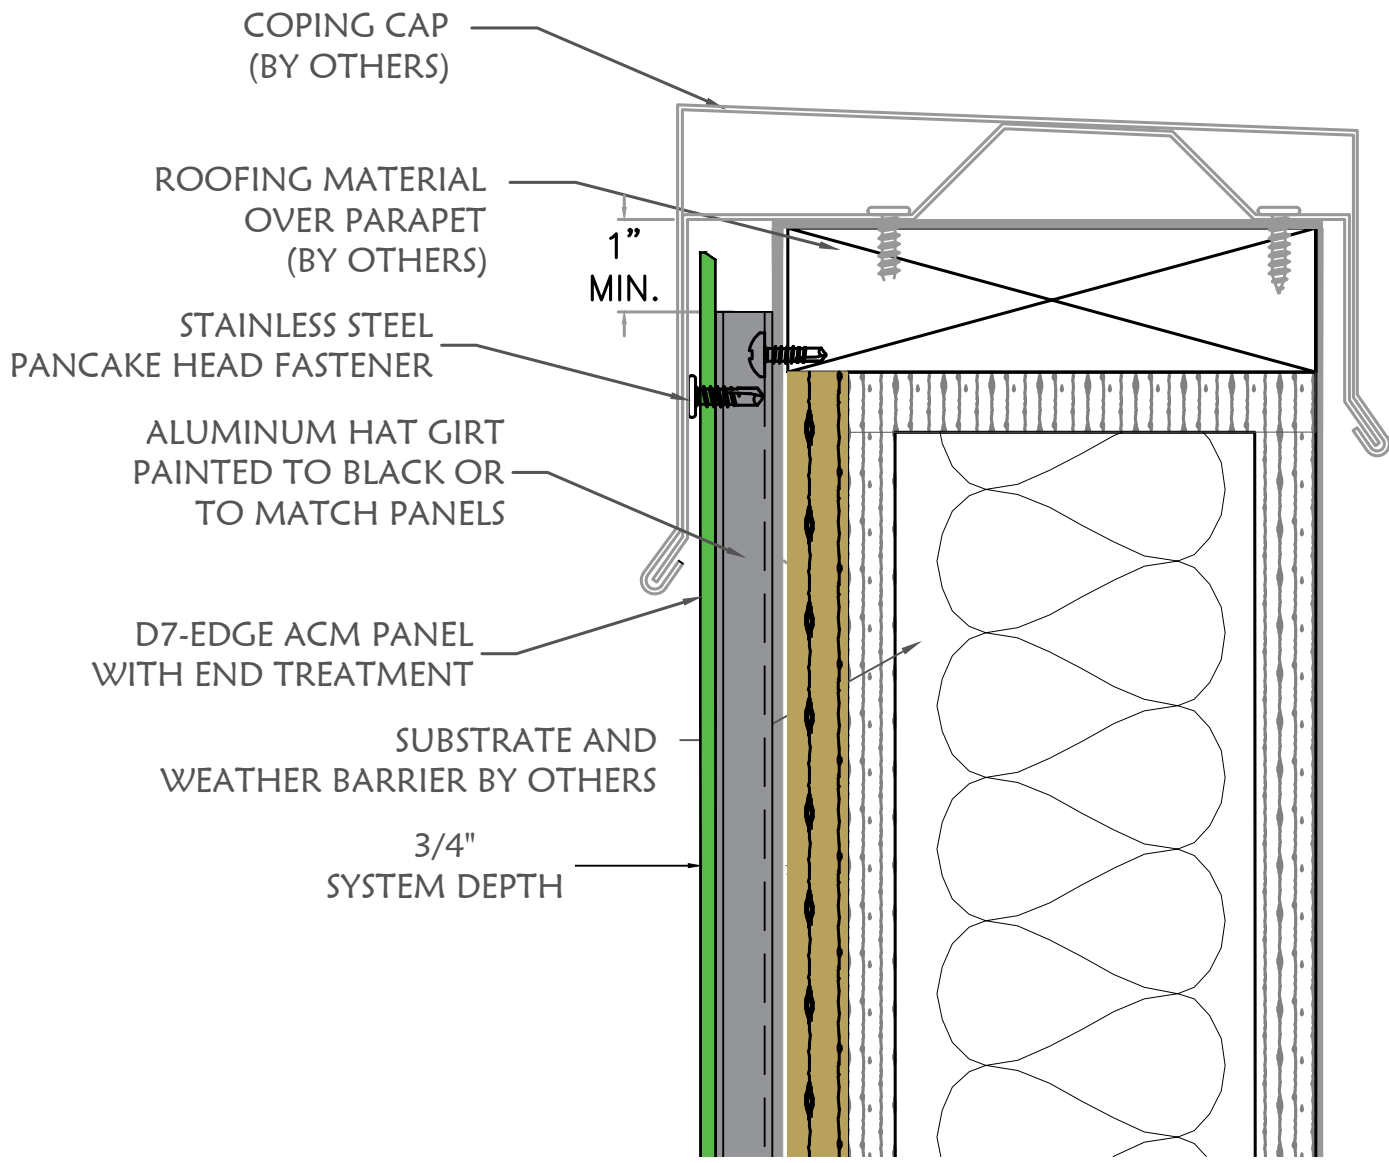 COPING CAP
(BY OTHERS)
ROOFING MATERIAL
OVER PARAPET
(BY OTHERS)
1”
MIN.
STAINLESS STEEL
PANCAKE HEAD FASTENER
ALUMINUM HAT GIRT
PAINTED TO BLACK OR
TO MATCH PANELS
D7-EDGE ACM PANEL
WITH END TREATMENT
SUBSTRATE AND
WEATHER BARRIER BY OTHERS
3/4"
SYSTEM DEPTH